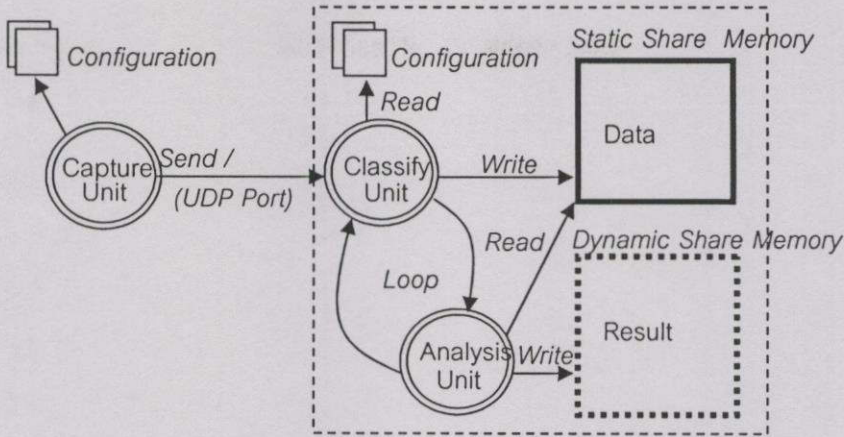 Static Share Memory
Configuration
Configuration
Read
Data
Capture
Unit
Send /
(UDP Port)
Classify
Unit
Write
Read
Dynamic Share Memory
Loop
Result
Analysis
Unit
Write